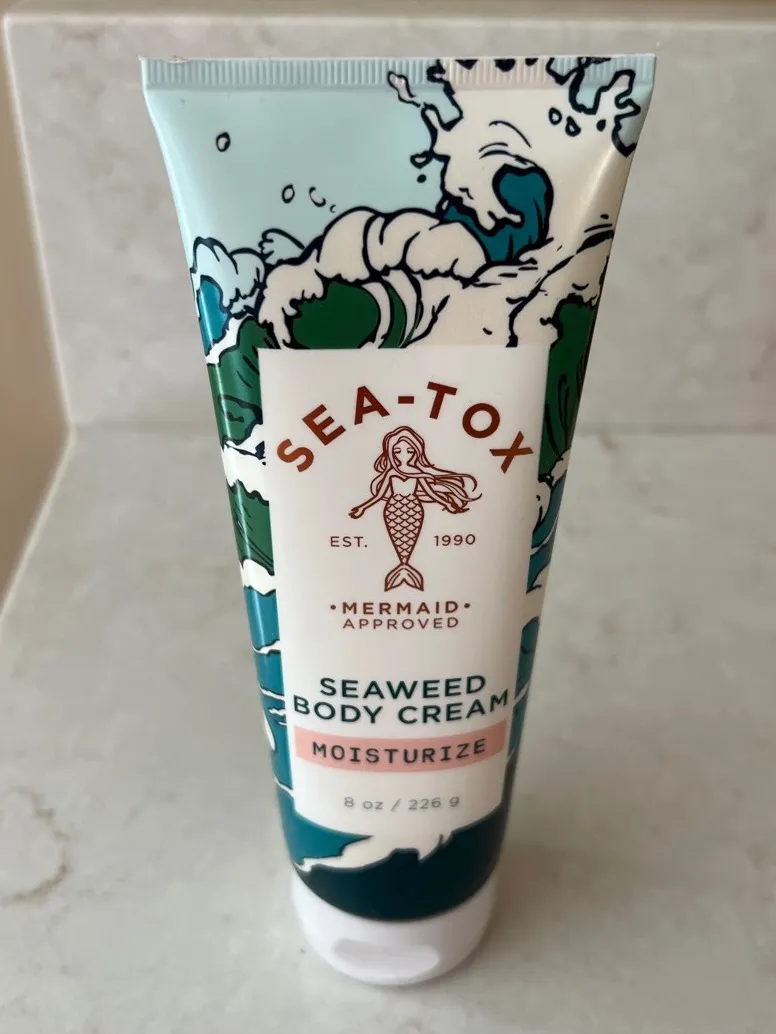 SEA-TOX
EST. 1990
•MERMAID•
APPROVED
SEAWEED
BODY CREAM
MOISTURIZE
8 oz / 226 g